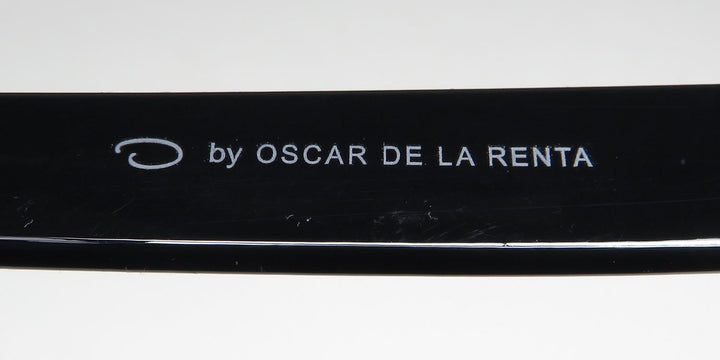 by OSCAR DE LA RENTA